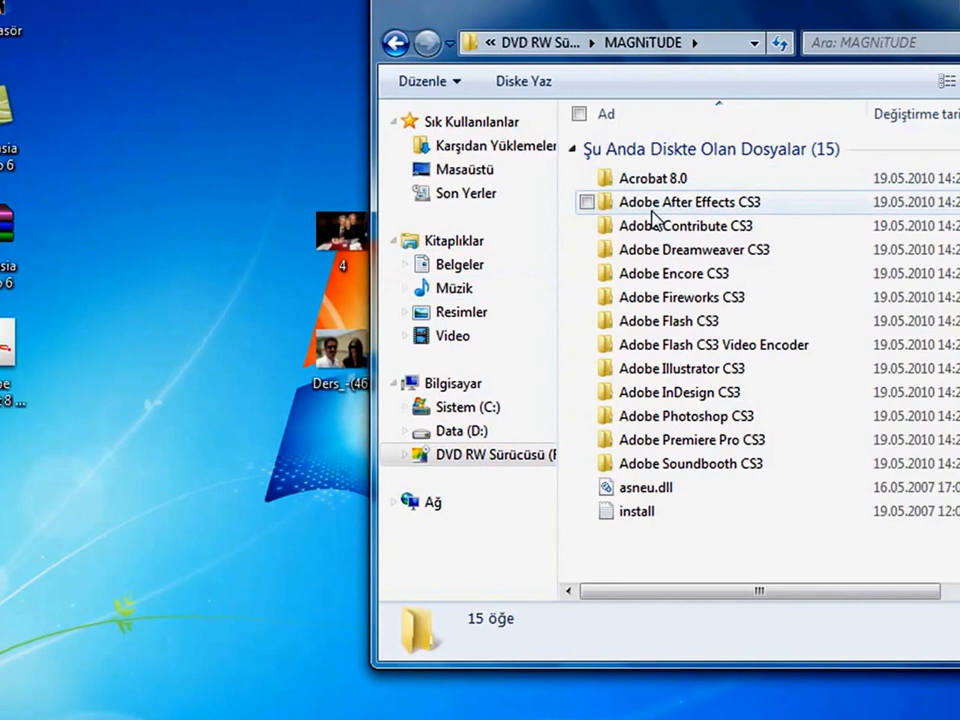 asör
sia
o 6
sia
o 6
e
t 8 ...
4
Ders_-(46
« DVD RW Sü... ▸ MAGNiTUDE ▸
Ara: MAGNiTUDE
Düzenle
Diske Yaz
Sık Kullanılanlar
Karşıdan Yüklemeler
Masaüstü
Son Yerler
Kitaplıklar
Belgeler
Müzik
Resimler
Video
Bilgisayar
Sistem (C:)
Data (D:)
DVD RW Sürücüsü (F
Ağ
Ad
Değiştirme tari
Şu Anda Diskte Olan Dosyalar (15)
Acrobat 8.0 19.05.2010 14:2
Adobe After Effects CS3 19.05.2010 14:2
Adobe Contribute CS3 19.05.2010 14:2
Adobe Dreamweaver CS3 19.05.2010 14:2
Adobe Encore CS3 19.05.2010 14:2
Adobe Fireworks CS3 19.05.2010 14:2
Adobe Flash CS3 19.05.2010 14:2
Adobe Flash CS3 Video Encoder 19.05.2010 14:2
Adobe Illustrator CS3 19.05.2010 14:2
Adobe InDesign CS3 19.05.2010 14:2
Adobe Photoshop CS3 19.05.2010 14:2
Adobe Premiere Pro CS3 19.05.2010 14:2
Adobe Soundbooth CS3 19.05.2010 14:2
asneu.dll 16.05.2007 17:0
install 19.05.2007 12:0
15 öğe